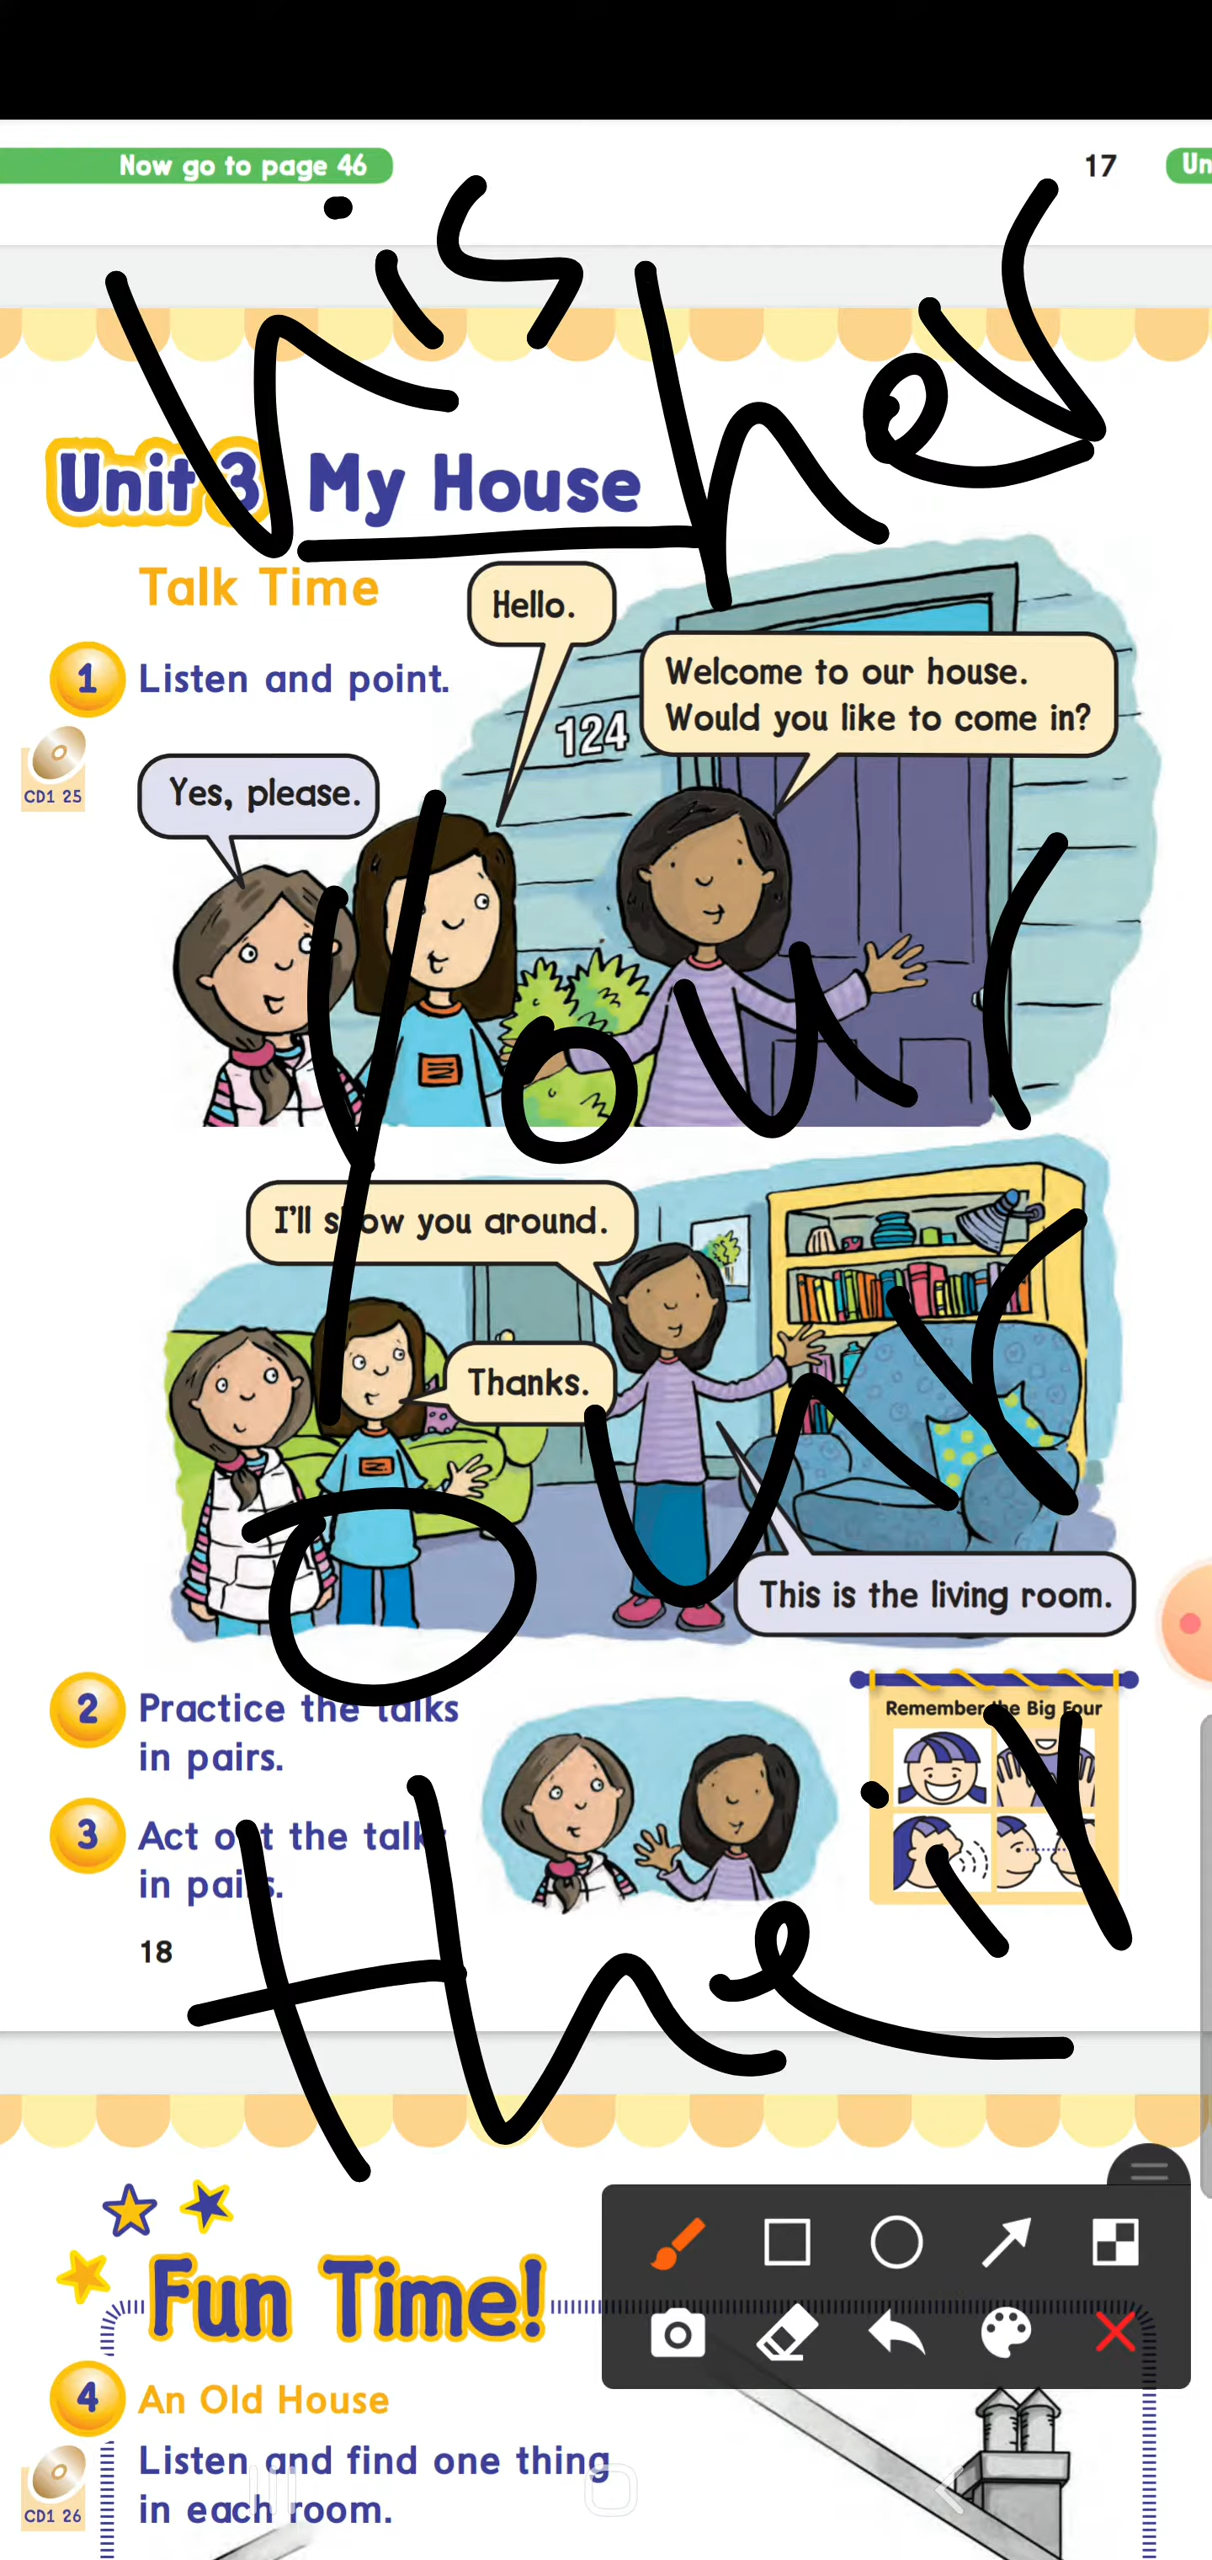 Now go to page 46
17
Un
his her
Unit 3 My House
Talk Time
Hello.
1 Listen and point.
Welcome to our house.
Would you like to come in?
124
CD1 25
Yes, please.
your
I'll show you around.
Thanks.
our
This is the living room.
2 Practice the talks
in pairs.
Remember the Big Four
3 Act out the talks
in pairs.
their
18
Fun Time!
4 An Old House
Listen and find one thing
in each room.
CD1 26